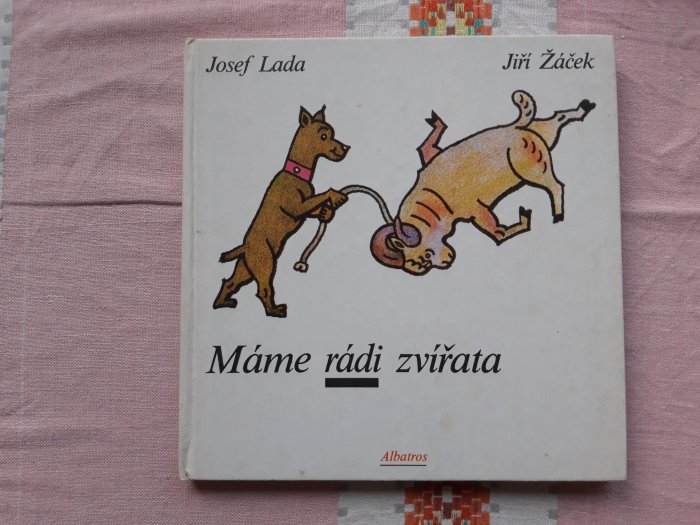 Josef Lada
Jiří Žáček
Máme rádi zvířata
Albatros